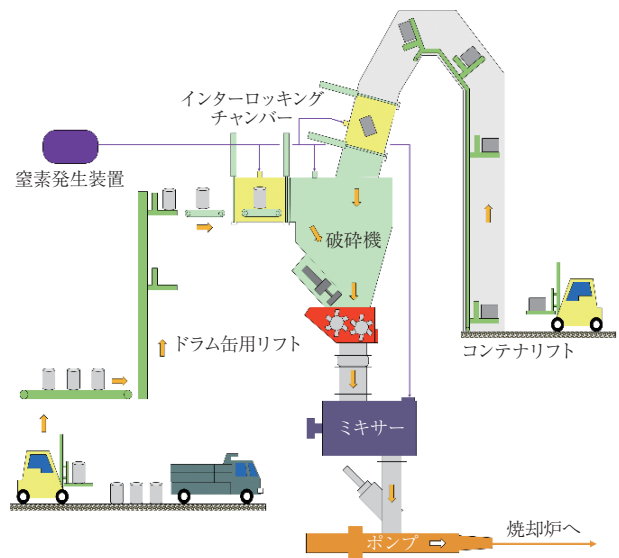 インターロッキング
チャンバー
窒素発生装置
破砕機
ドラム缶用リフト
コンテナリフト
ミキサー
ポンプ
焼却炉へ